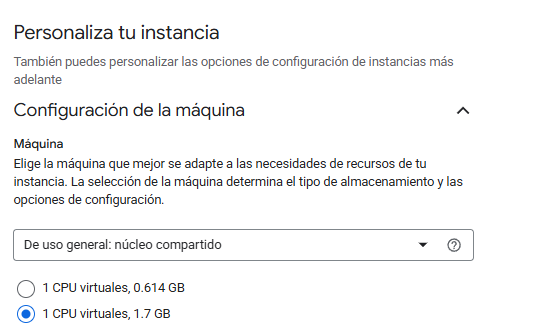 Personaliza tu instancia
También puedes personalizar las opciones de configuración de instancias más
adelante
Configuración de la máquina
Máquina
Elige la máquina que mejor se adapte a las necesidades de recursos de tu
instancia. La selección de la máquina determina el tipo de almacenamiento y las
opciones de configuración.
De uso general: núcleo compartido
1 CPU virtuales, 0.614 GB
1 CPU virtuales, 1.7 GB